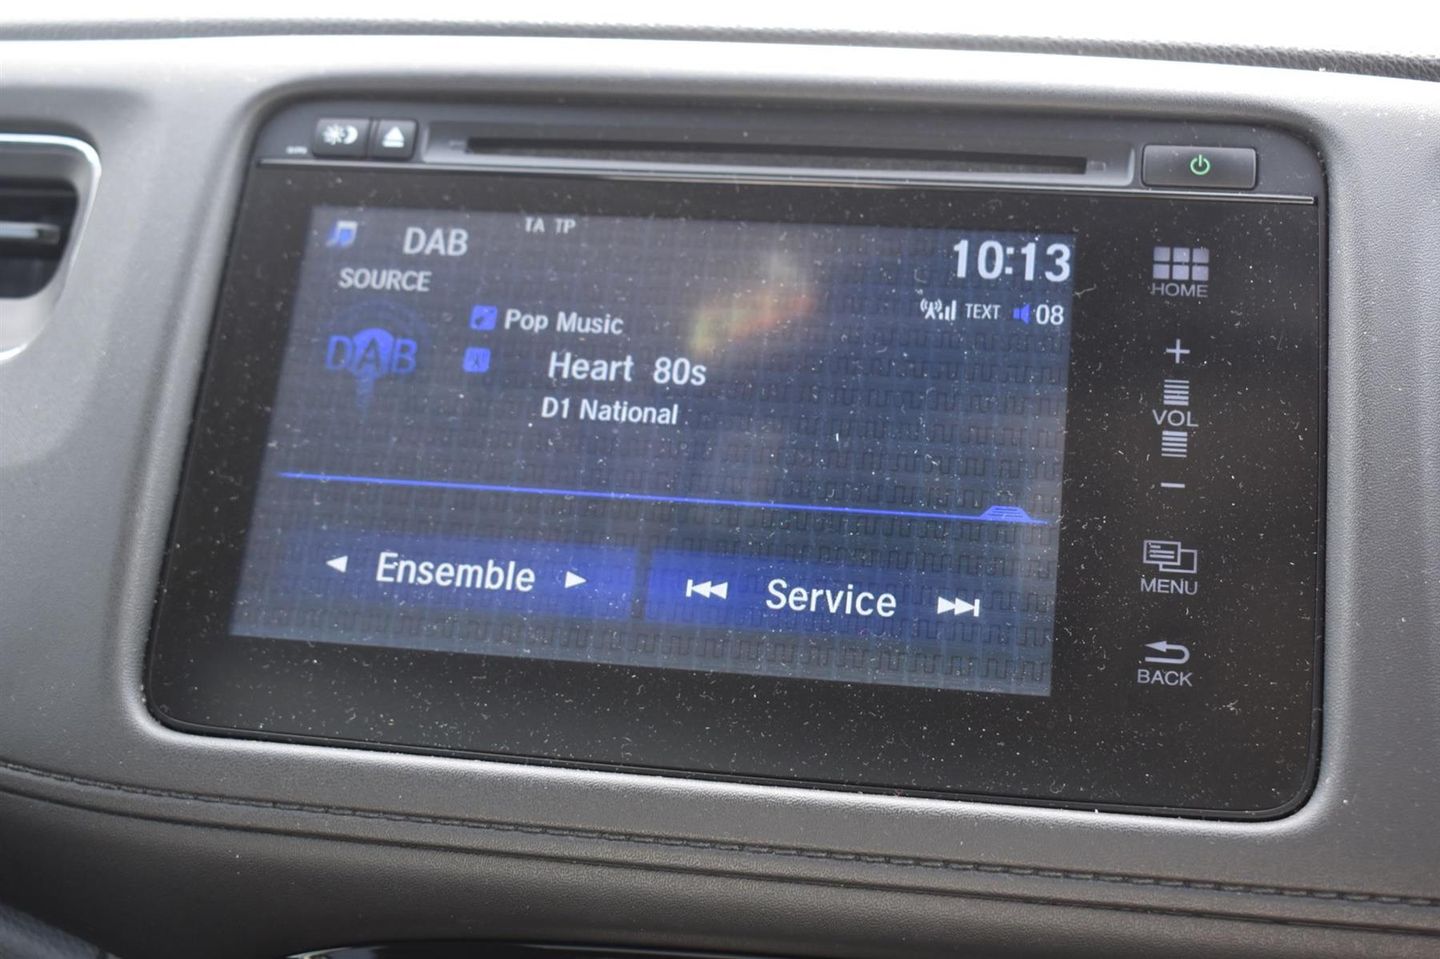 TA TP
DAB
10:13
SOURCE
TEXT 08
Pop Music
DAB
Heart 80s
D1 National
Ensemble
Service
HOME
+
VOL
-
MENU
BACK